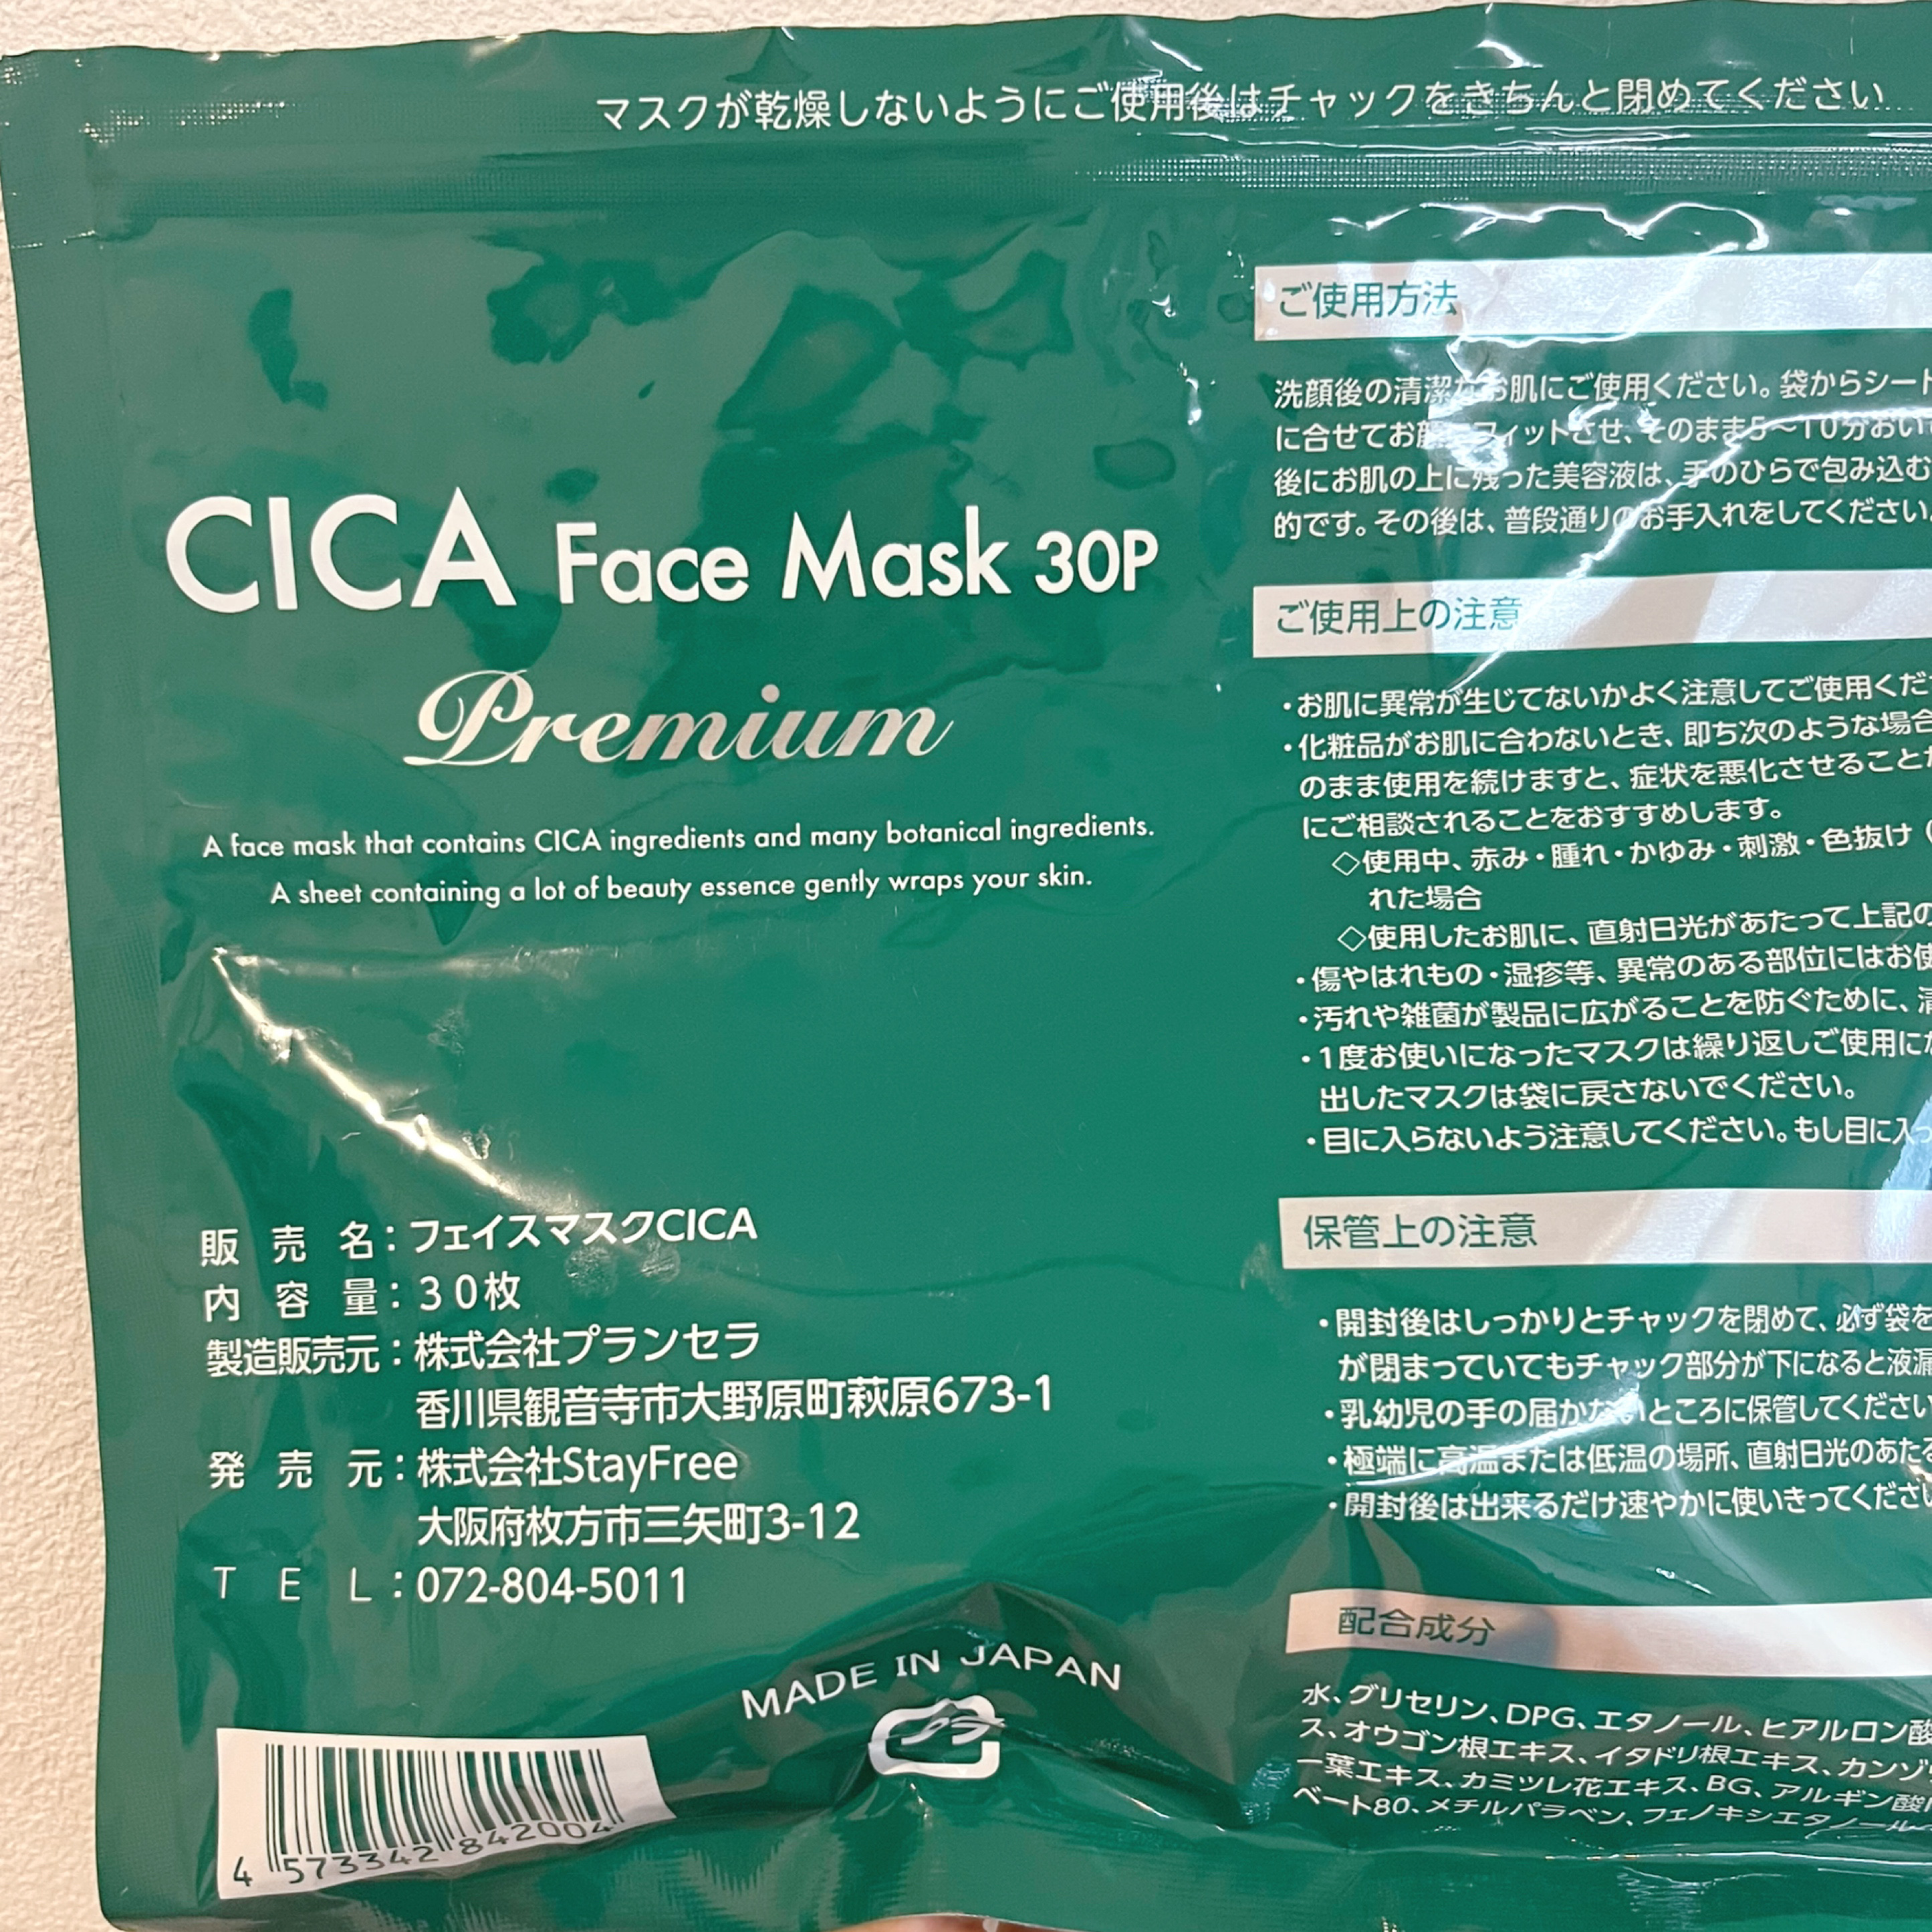 マスクが乾燥しないようにご使用後はチャックをきちんと閉めてください
CICA Face Mask 30P
Premium
A face mask that contains CICA ingredients and many botanical ingredients.
A sheet containing a lot of beauty essence gently wraps your skin.
販売名：フェイスマスクCICA
内容量：30枚
製造販売元：株式会社プランセラ
香川県観音寺市大野原町萩原673-1
発売元：株式会社StayFree
大阪府枚方市三矢町3-12
TEL：072-804-5011
MADE IN JAPAN
プラ
4 573342 842004
ご使用方法
洗顔後の清潔なお肌にご使用ください。袋からシート
に合せてお顔にフィットさせ、そのまま5～10分おい
後にお肌の上に残った美容液は、手のひらで包み込む
的です。その後は、普段通りのお手入れをしてください。
ご使用上の注意
・お肌に異常が生じてないかよく注意してご使用くだ
・化粧品がお肌に合わないとき、即ち次のような場合
のまま使用を続けますと、症状を悪化させること
にご相談されることをおすすめします。
◇使用中、赤み・腫れ・かゆみ・刺激・色抜け（
れた場合
◇使用したお肌に、直射日光があたって上記の
・傷やはれもの・湿疹等、異常のある部位にはお使
・汚れや雑菌が製品に広がることを防ぐために、清
・1度お使いになったマスクは繰り返しご使用に
出したマスクは袋に戻さないでください。
・目に入らないよう注意してください。もし目に入っ
保管上の注意
・開封後はしっかりとチャックを閉めて、必ず袋を
が閉まっていてもチャック部分が下になると液漏
・乳幼児の手の届かないところに保管してください
・極端に高温または低温の場所、直射日光のあたる
・開封後は出来るだけ速やかに使いきってください
配合成分
水、グリセリン、DPG、エタノール、ヒアルロン酸
ス、オウゴン根エキス、イタドリ根エキス、カンゾ
ー葉エキス、カミツレ花エキス、BG、アルギン酸
ベート80、メチルパラベン、フェノキシエタノール